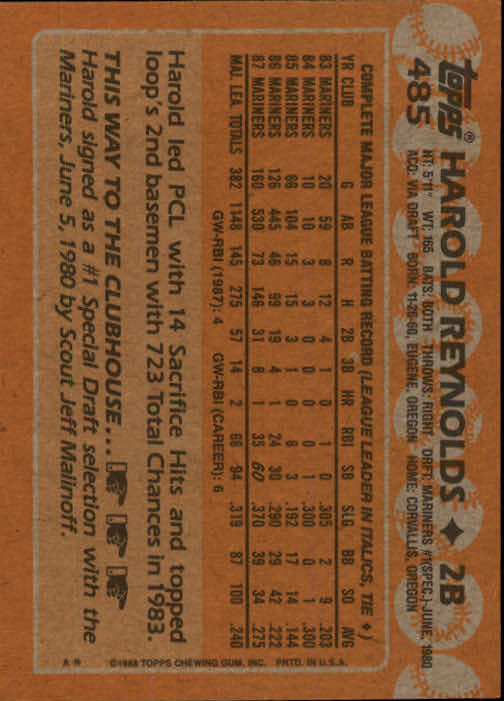 topps®
485
HAROLD REYNOLDS ♦ 2B
HT: 5'11" WT: 165 BATS: BOTH THROWS: RIGHT DRFT: MARINERS #1(SPEC.)-JUNE, 1980
ACQ: VIA DRAFT BORN: 11-26-60, EUGENE, OREGON HOME: CORVALLIS, OREGON
COMPLETE MAJOR LEAGUE BATTING RECORD (LEAGUE LEADER IN ITALICS, TIE ♦)
YR CLUB G AB R H 2B 3B HR RBI SB SLG BB SO AVG
83 MARINERS 20 59 8 12 4 1 0 1 0 .305 2 9 .203
84 MARINERS 10 10 3 3 0 0 0 0 1 .300 0 1 .300
85 MARINERS 66 104 15 15 3 1 0 6 3 .192 17 14 .144
86 MARINERS 126 445 46 99 19 4 1 24 30 .290 29 42 .222
87 MARINERS 160 530 73 146 31 8 1 35 60 .370 39 34 .275
MAJ. LEA. TOTALS 382 1148 145 275 57 14 2 66 94 .319 87 100 .240
GW-RBI (1987): 4 GW-RBI (CAREER): 6
Harold led PCL with 14 Sacrifice Hits and topped
loop's 2nd basemen with 723 Total Chances in 1983.
THIS WAY TO THE CLUBHOUSE...
Harold signed as a #1 Special Draft selection with the
Mariners, June 5, 1980 by Scout Jeff Malinoff.
©1988 TOPPS CHEWING GUM, INC. PRTD. IN U.S.A.